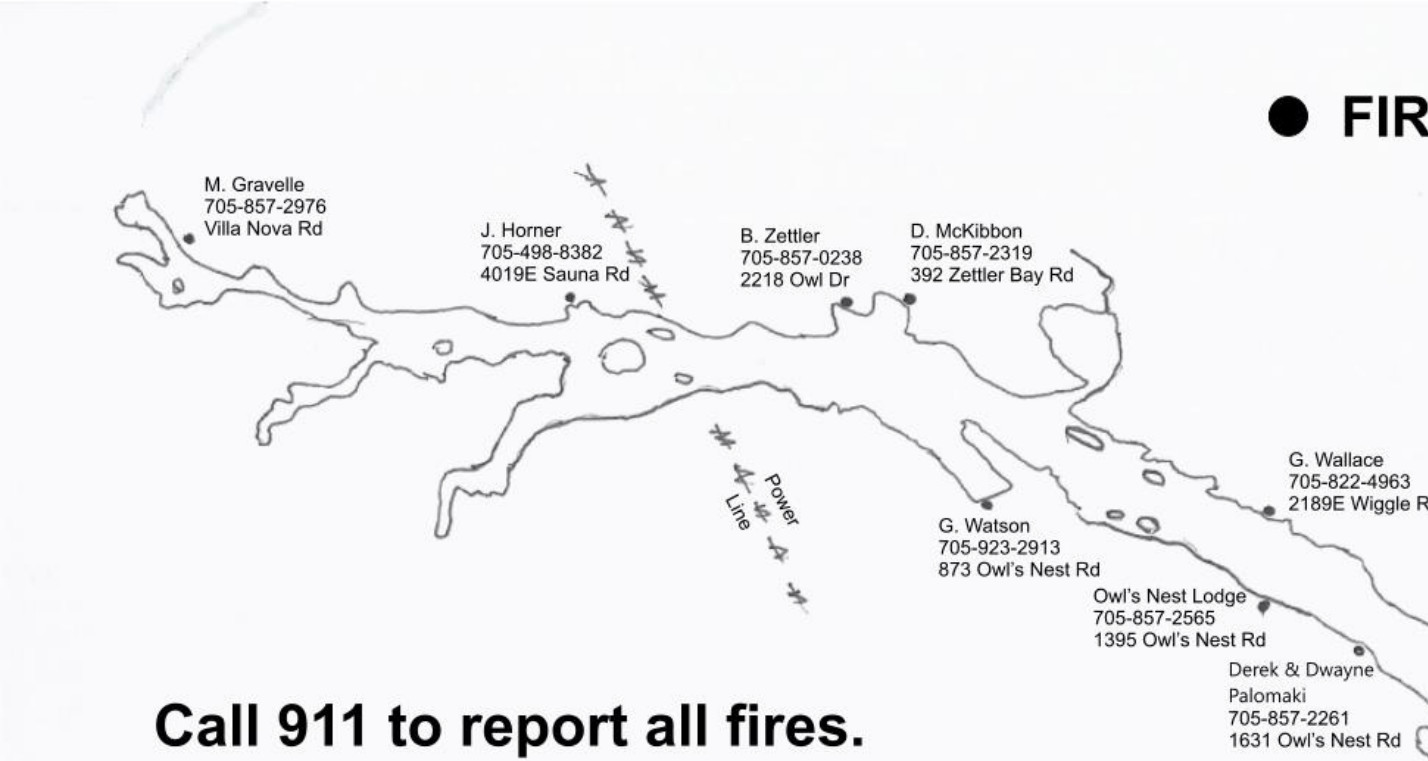 FIR
M. Gravelle
705-857-2976
Villa Nova Rd
J. Horner
705-498-8382
4019E Sauna Rd
B. Zettler
705-857-0238
2218 Owl Dr
D. McKibbon
705-857-2319
392 Zettler Bay Rd
Power
Line
G. Wallace
705-822-4963
2189E Wiggle R
G. Watson
705-923-2913
873 Owl's Nest Rd
Owl's Nest Lodge
705-857-2565
1395 Owl's Nest Rd
Derek & Dwayne
Palomaki
705-857-2261
1631 Owl's Nest Rd
Call 911 to report all fires.